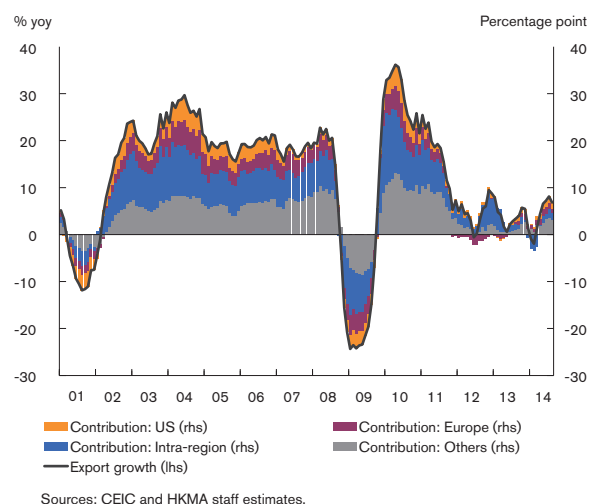 % yoy Percentage point
40 40
30 30
20 20
10 10
0 0
-10 -10
-20 -20
-30 -30
01 02 03 04 05 06 07 08 09 10 11 12 13 14
Contribution: US (rhs) Contribution: Europe (rhs)
Contribution: Intra-region (rhs) Contribution: Others (rhs)
Export growth (lhs)
Sources: CEIC and HKMA staff estimates.